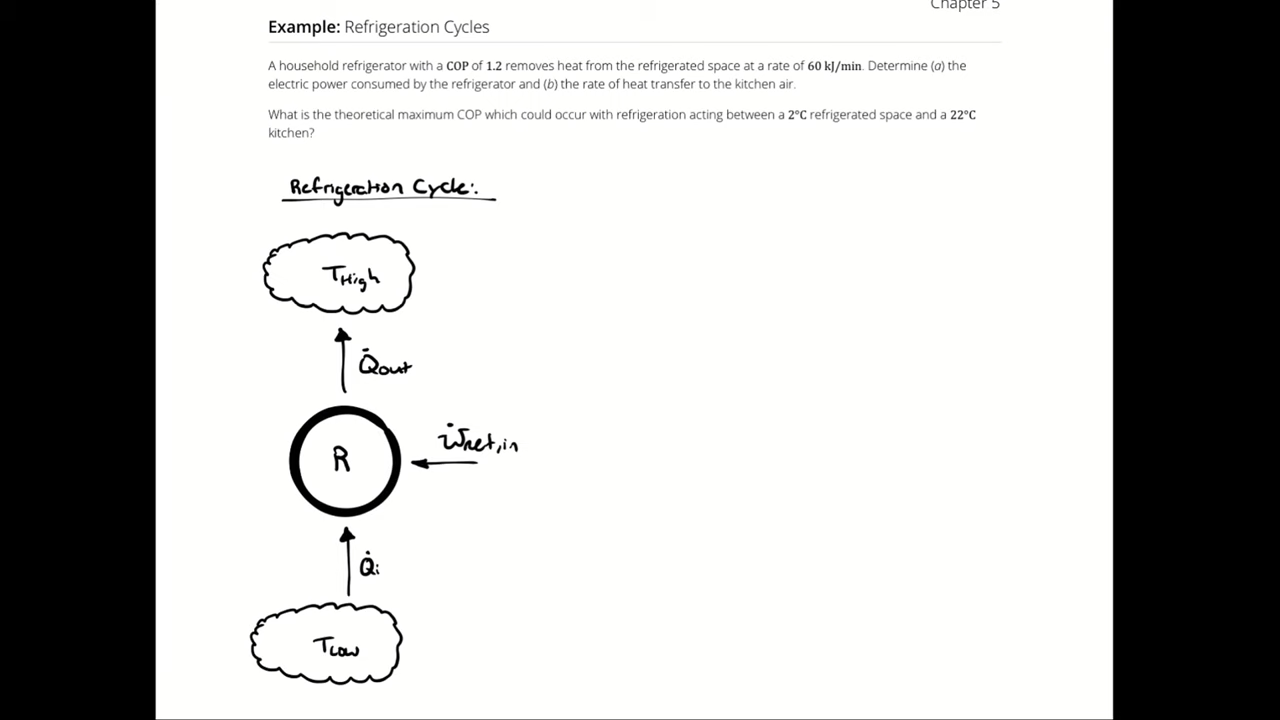 Chapter 5
Example: Refrigeration Cycles
A household refrigerator with a COP of 1.2 removes heat from the refrigerated space at a rate of 60 kJ/min. Determine (a) the
electric power consumed by the refrigerator and (b) the rate of heat transfer to the kitchen air.
What is the theoretical maximum COP which could occur with refrigeration acting between a 2°C refrigerated space and a 22°C
kitchen?
Refrigeration Cycle:
THigh
Q̇out
Ẇnet,in
R
Q̇i
TLow